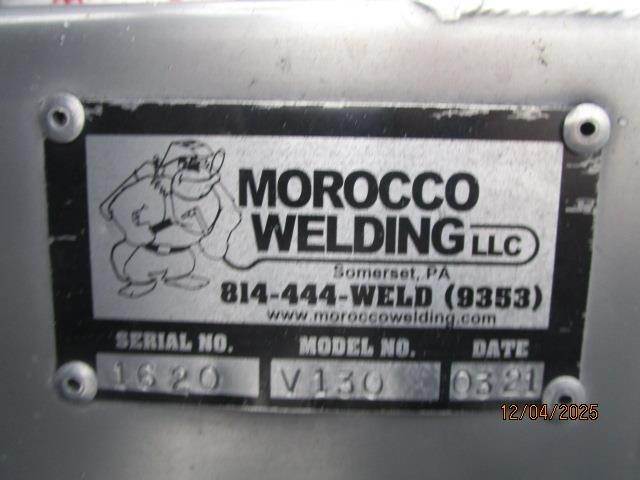 MOROCCO
WELDING LLC
Somerset, PA
814-444-WELD (9353)
www.moroccowelding.com
SERIAL NO. MODEL NO. DATE
1620 V130 0321
12/04/2025